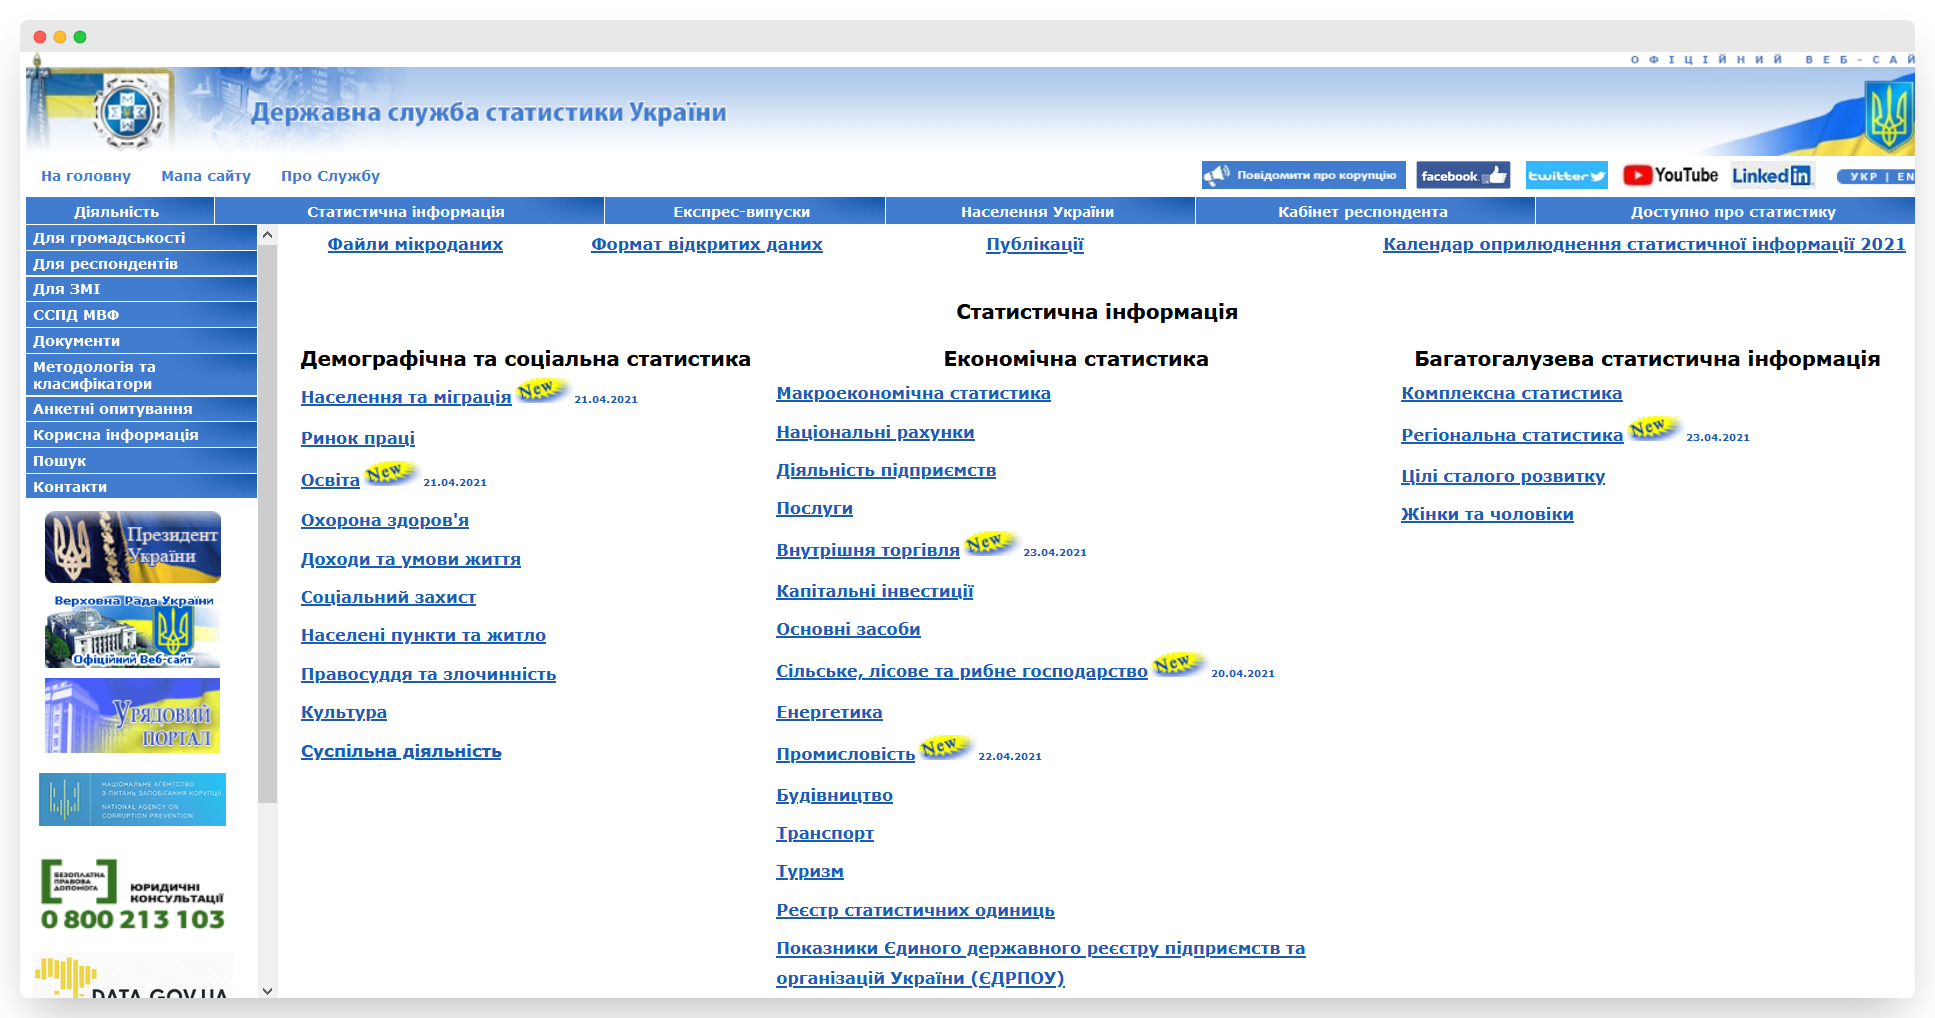 ОФІЦІЙНИЙ ВЕБ-САЙ
Державна служба статистики України
На головну Мапа сайту Про Службу
Повідомити про корупцію facebook twitter YouTube Linked in УКР | EN
Діяльність Статистична інформація Експрес-випуски Населення України Кабінет респондента Доступно про статистику
Для громадськості
Для респондентів
Для ЗМІ
ССПД МВФ
Документи
Методологія та
класифікатори
Анкетні опитування
Корисна інформація
Пошук
Контакти
Президент
України
Верховна Рада України
Офіційний Веб-сайт
Урядовий
портал
НАЦІОНАЛЬНЕ АГЕНТСТВО
З ПИТАНЬ ЗАПОБІГАННЯ КОРУПЦІЇ
NATIONAL AGENCY ON
CORRUPTION PREVENTION
БЕЗОПЛАТНА
ПРАВОВА
ДОПОМОГА
ЮРИДИЧНІ
КОНСУЛЬТАЦІЇ
0 800 213 103
DATA.GOV.UA
Файли мікроданих Формат відкритих даних Публікації Календар оприлюднення статистичної інформації 2021
Статистична інформація
Демографічна та соціальна статистика
Населення та міграція New 21.04.2021
Ринок праці
Освіта New 21.04.2021
Охорона здоров'я
Доходи та умови життя
Соціальний захист
Населені пункти та житло
Правосуддя та злочинність
Культура
Суспільна діяльність
Економічна статистика
Макроекономічна статистика
Національні рахунки
Діяльність підприємств
Послуги
Внутрішня торгівля New 23.04.2021
Капітальні інвестиції
Основні засоби
Сільське, лісове та рибне господарство New 20.04.2021
Енергетика
Промисловість New 22.04.2021
Будівництво
Транспорт
Туризм
Реєстр статистичних одиниць
Показники Єдиного державного реєстру підприємств та
організацій України (ЄДРПОУ)
Багатогалузева статистична інформація
Комплексна статистика
Регіональна статистика New 23.04.2021
Цілі сталого розвитку
Жінки та чоловіки